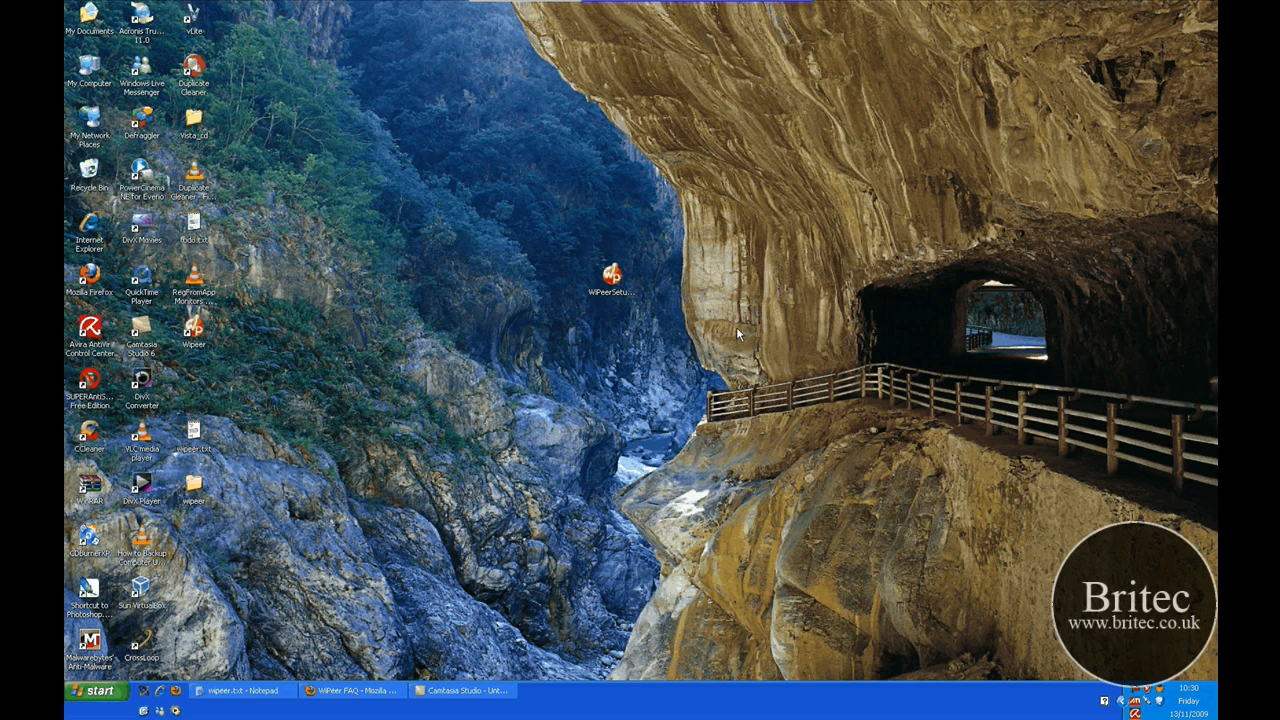 My Documents
Acronis Tru...
11.0
vLite
My Computer
Windows Live
Messenger
Duplicate
Cleaner
My Network
Places
Defraggler
Vista_cd
Recycle Bin
PowerCinema
NE for Everio
Duplicate
Cleaner - Fi...
Internet
Explorer
DivX Movies
todo.txt
Mozilla Firefox
QuickTime
Player
RegFromApp
Monitors ...
WiPeerSetu...
Avira AntiVir
Control Center
Camtasia
Studio 6
Wipeer
SUPERAntiS...
Free Edition
DivX
Converter
CCleaner
VLC media
player
wipeer.txt
WinRAR
DivX Player
wipeer
CDBurnerXP
How to Backup
Computer U...
Shortcut to
Photoshop....
Sun VirtualBox
Malwarebytes'
Anti-Malware
CrossLoop
Britec
www.britec.co.uk
start
wipeer.txt - Notepad
WiPeer FAQ - Mozilla ...
Camtasia Studio - Unt...
10:30
Friday
13/11/2009